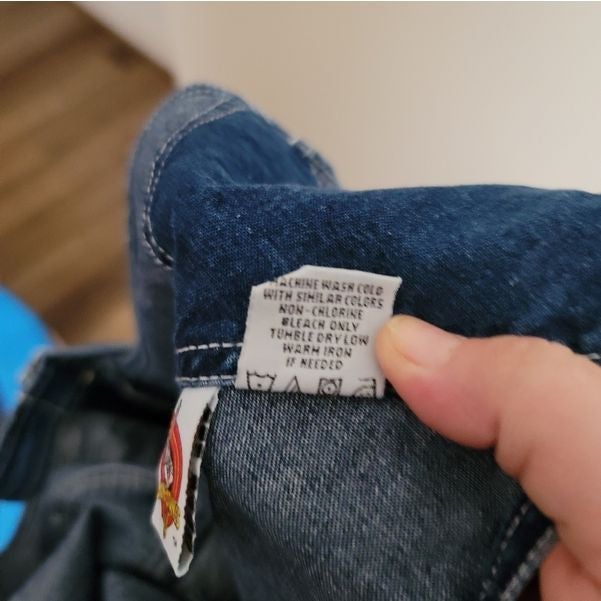 MACHINE WASH COLD
WITH SIMILAR COLORS
NON-CHLORINE
BLEACH ONLY
TUMBLE DRY LOW
WARM IRON
IF NEEDED